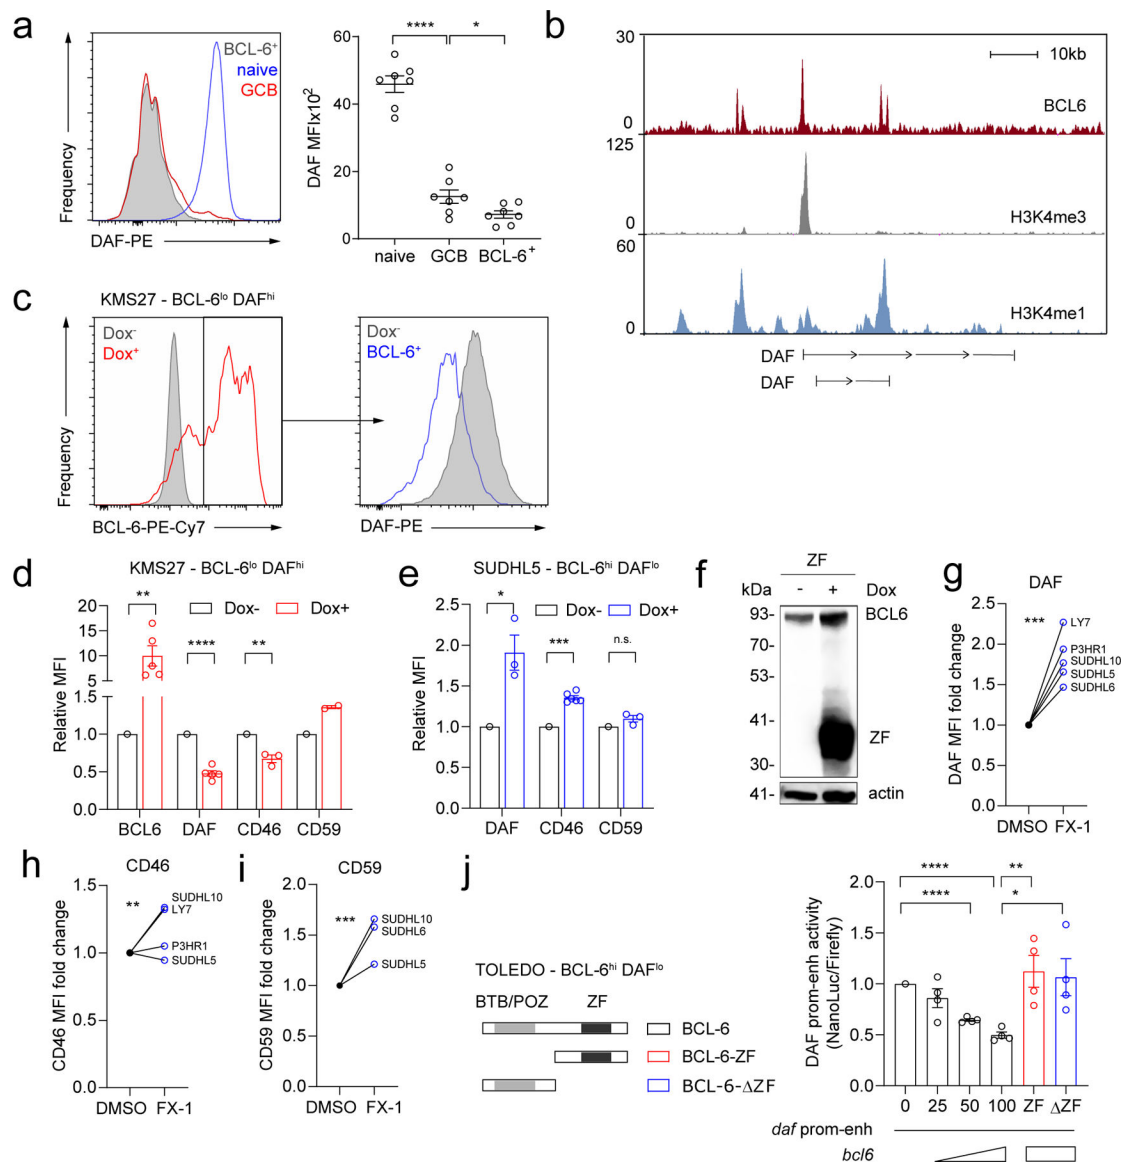 a
BCL-6+
naive
GCB
Frequency
DAF-PE
**** *
DAF MFIx10²
60
40
20
0
naive GCB BCL-6+
b
30
0
10kb
BCL6
125
0
H3K4me3
60
0
H3K4me1
DAF
DAF
c
KMS27 - BCL-6lo DAFhi
Dox-
Dox+
Frequency
BCL-6-PE-Cy7
Dox-
BCL-6+
DAF-PE
d
KMS27 - BCL-6lo DAFhi
Dox- Dox+
** **** **
Relative MFI
20
15
10
5
1.5
1.0
0.5
0.0
BCL6 DAF CD46 CD59
e
SUDHL5 - BCL-6hi DAFlo
Dox- Dox+
* *** n.s.
Relative MFI
2.5
2.0
1.5
1.0
0.5
0.0
DAF CD46 CD59
f
ZF
kDa - + Dox
93- BCL6
70-
53-
41-
ZF
30-
41- actin
g
DAF
***
DAF MFI fold change
2.5
2.0
1.5
1.0
0.5
0.0
LY7
P3HR1
SUDHL10
SUDHL5
SUDHL6
DMSO FX-1
h
CD46
**
CD46 MFI fold change
1.5
1.0
0.5
0.0
SUDHL10
LY7
P3HR1
SUDHL5
DMSO FX-1
i
CD59
***
CD59 MFI fold change
2.0
1.5
1.0
0.5
0.0
SUDHL10
SUDHL6
SUDHL5
DMSO FX-1
j
TOLEDO - BCL-6hi DAFlo
BTB/POZ ZF
BCL-6
BCL-6-ZF
BCL-6-ΔZF
**** **
**** *
DAF prom-enh activity
(NanoLuc/Firefly)
2.0
1.5
1.0
0.5
0.0
0 25 50 100 ZF ΔZF
daf prom-enh
bcl6